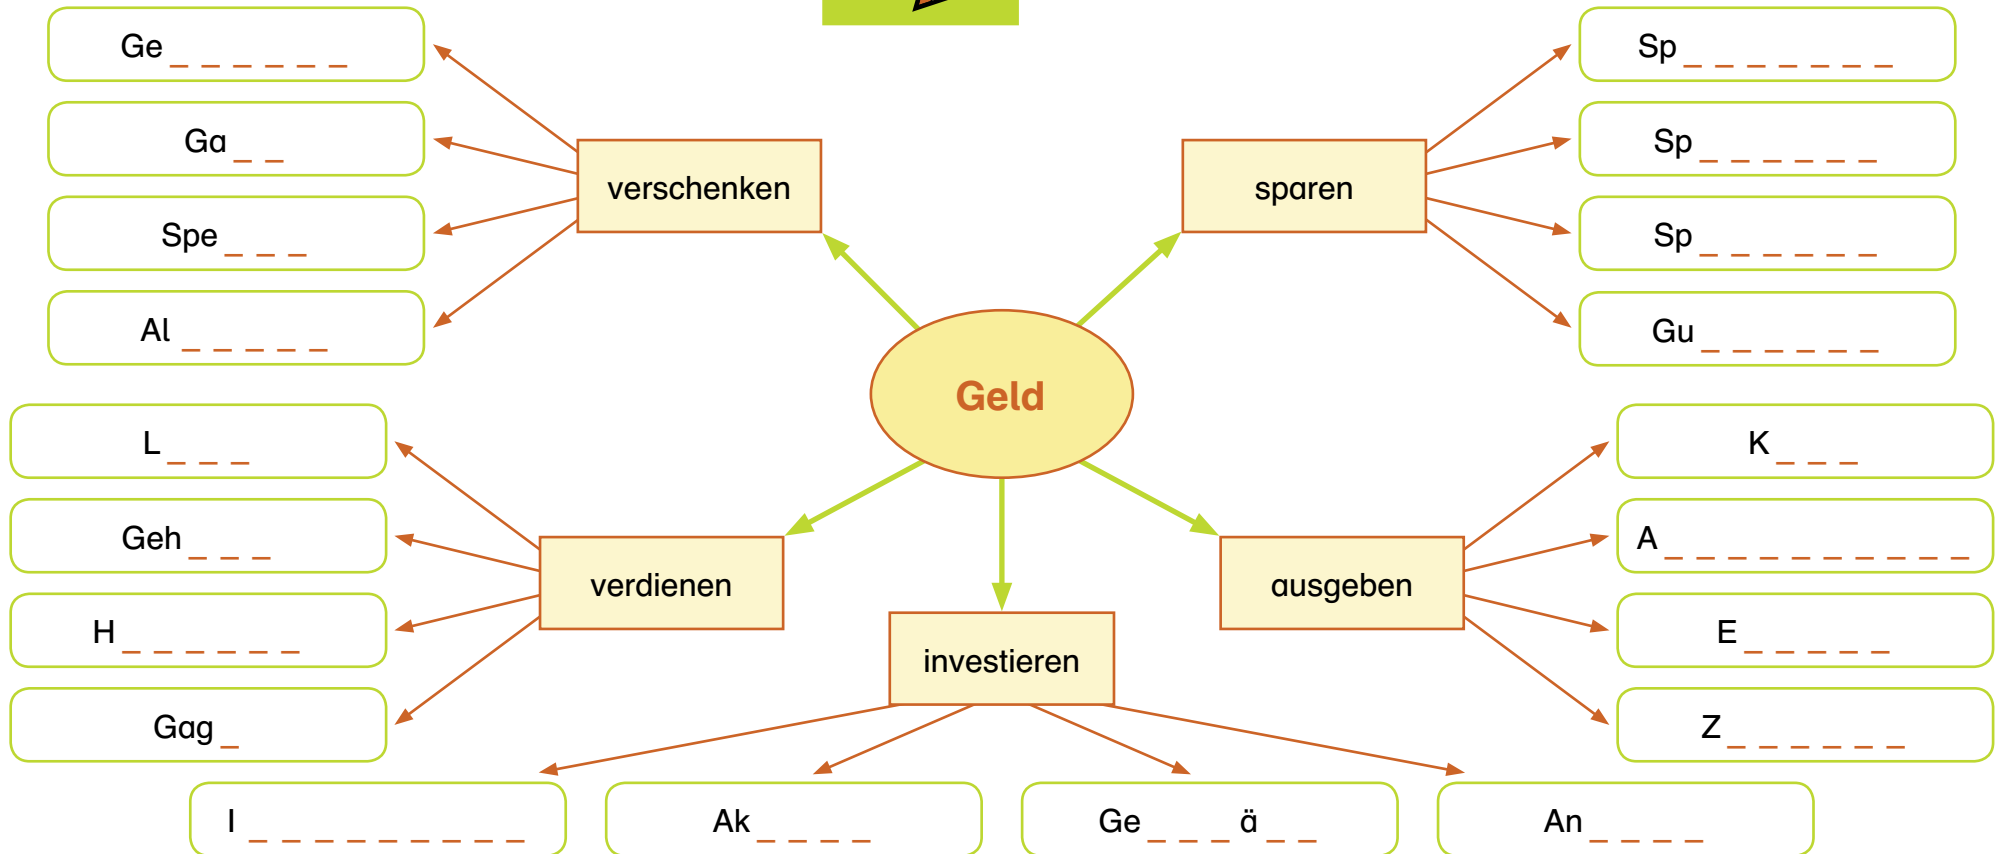 Ge _ _ _ _ _ _
Ga _ _
Spe _ _ _
Al _ _ _ _ _
verschenken
sparen
Sp _ _ _ _ _ _ _
Sp _ _ _ _ _ _
Sp _ _ _ _ _ _
Gu _ _ _ _ _ _
Geld
L _ _ _
Geh _ _ _
H _ _ _ _ _ _
Gag _
verdienen
investieren
ausgeben
K _ _ _
A _ _ _ _ _ _ _ _ _ _
E _ _ _ _ _
Z _ _ _ _ _ _
I _ _ _ _ _ _ _ _ _
Ak _ _ _ _
Ge _ _ _ ä _ _
An _ _ _ _